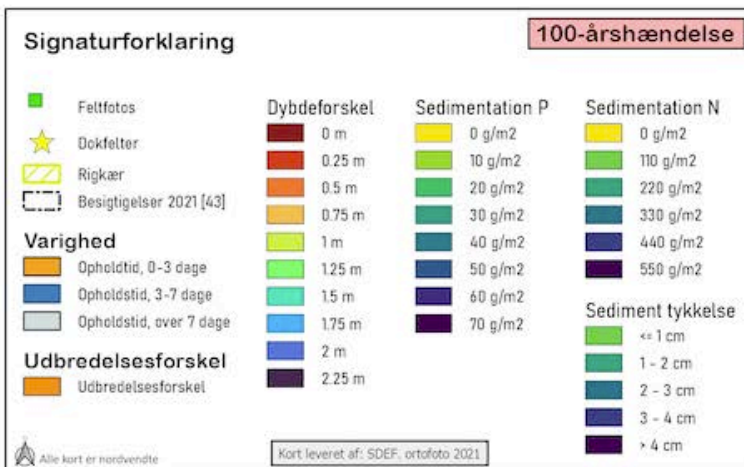 Signaturforklaring
100-årshændelse
Feltfotos
Dokfelter
Rigkær
Besigtigelser 2021 [43]
Varighed
Opholdtid, 0-3 dage
Opholdstid, 3-7 dage
Opholdstid, over 7 dage
Udbredelsesforskel
Udbredelsesforskel
Dybdeforskel
0 m
0.25 m
0.5 m
0.75 m
1 m
1.25 m
1.5 m
1.75 m
2 m
2.25 m
Sedimentation P
0 g/m2
10 g/m2
20 g/m2
30 g/m2
40 g/m2
50 g/m2
60 g/m2
70 g/m2
Sedimentation N
0 g/m2
110 g/m2
220 g/m2
330 g/m2
440 g/m2
550 g/m2
Sediment tykkelse
<= 1 cm
1 - 2 cm
2 - 3 cm
3 - 4 cm
> 4 cm
Alle kort er nordvendte
Kort leveret af: SDEF, ortofoto 2021